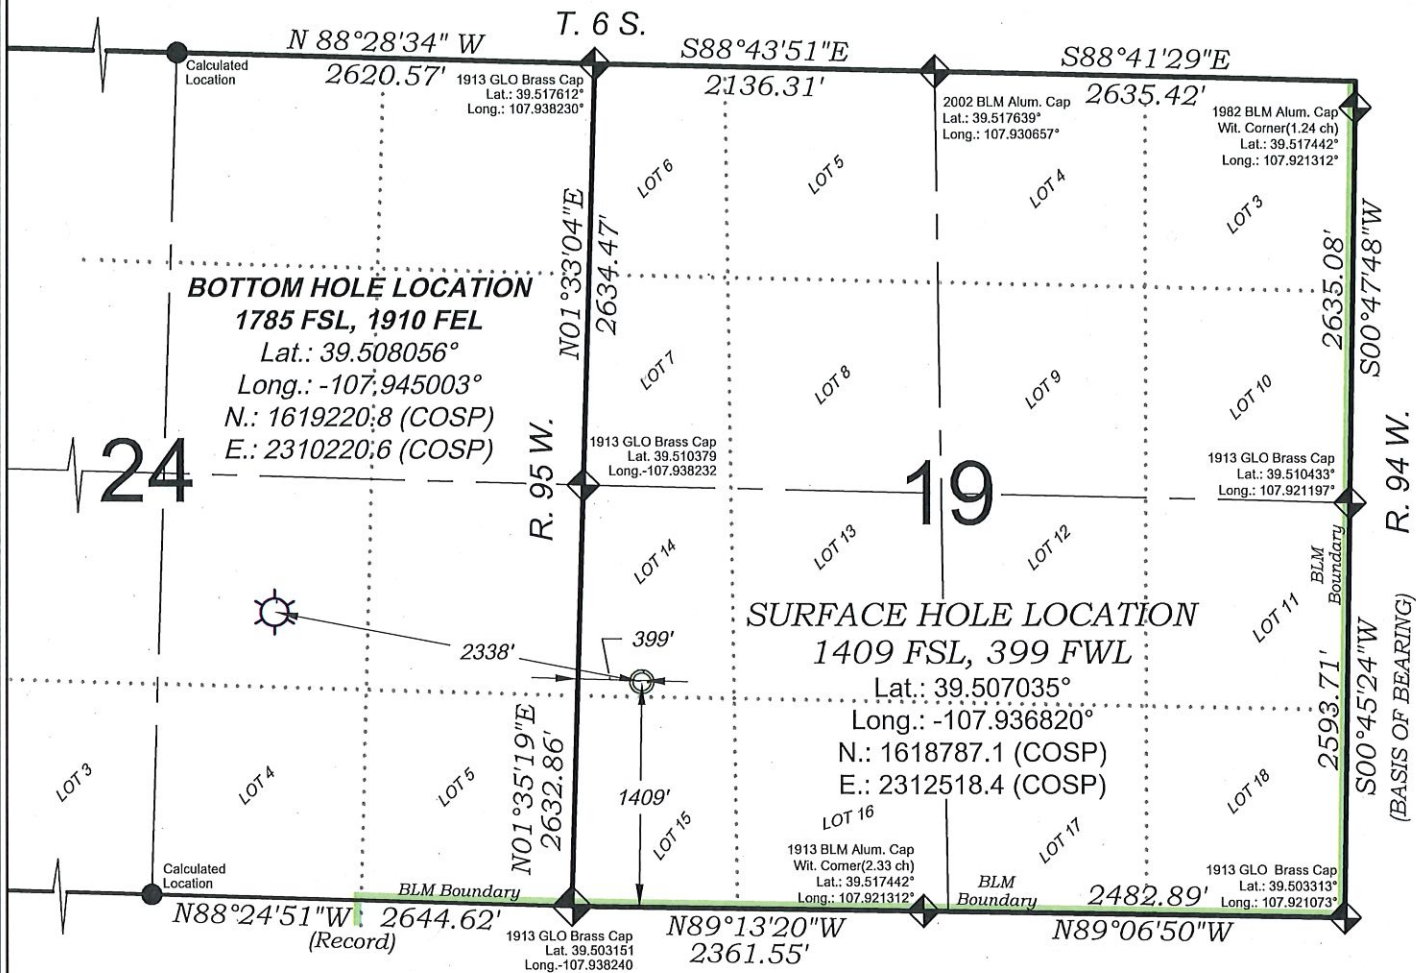 T. 6 S.
N 88°28'34" W
2620.57'
S88°43'51"E
2136.31'
S88°41'29"E
2635.42'
Calculated
Location
1913 GLO Brass Cap
Lat.: 39.517612°
Long.: 107.938230°
2002 BLM Alum. Cap
Lat.: 39.517639°
Long.: 107.930657°
1982 BLM Alum. Cap
Wit. Corner(1.24 ch)
Lat.: 39.517442°
Long.: 107.921312°
LOT 6
LOT 5
LOT 4
LOT 3
N01°33'04"E
2634.47'
2635.08'
S00°47'48"W
BOTTOM HOLE LOCATION
1785 FSL, 1910 FEL
Lat.: 39.508056°
Long.: -107.945003°
N.: 1619220.8 (COSP)
E.: 2310220.6 (COSP)
LOT 7
LOT 8
LOT 9
LOT 10
24
R. 95 W.
1913 GLO Brass Cap
Lat. 39.510379
Long.-107.938232
19
1913 GLO Brass Cap
Lat.: 39.510433°
Long.: 107.921197°
R. 94 W.
LOT 14
LOT 13
LOT 12
LOT 11
BLM
Boundary
2338'
399'
SURFACE HOLE LOCATION
1409 FSL, 399 FWL
Lat.: 39.507035°
Long.: -107.936820°
N.: 1618787.1 (COSP)
E.: 2312518.4 (COSP)
2593.71'
S00°45'24"W
(BASIS OF BEARING)
N01°35'19"E
2632.86'
1409'
LOT 3
LOT 4
LOT 5
LOT 15
LOT 16
LOT 17
LOT 18
Calculated
Location
BLM Boundary
N88°24'51"W
2644.62'
(Record)
1913 GLO Brass Cap
Lat. 39.503151
Long.-107.938240
1913 BLM Alum. Cap
Wit. Corner(2.33 ch)
Lat.: 39.517442°
Long.: 107.921312°
N89°13'20"W
2361.55'
BLM
Boundary
2482.89'
N89°06'50"W
1913 GLO Brass Cap
Lat.: 39.503313°
Long.: 107.921073°